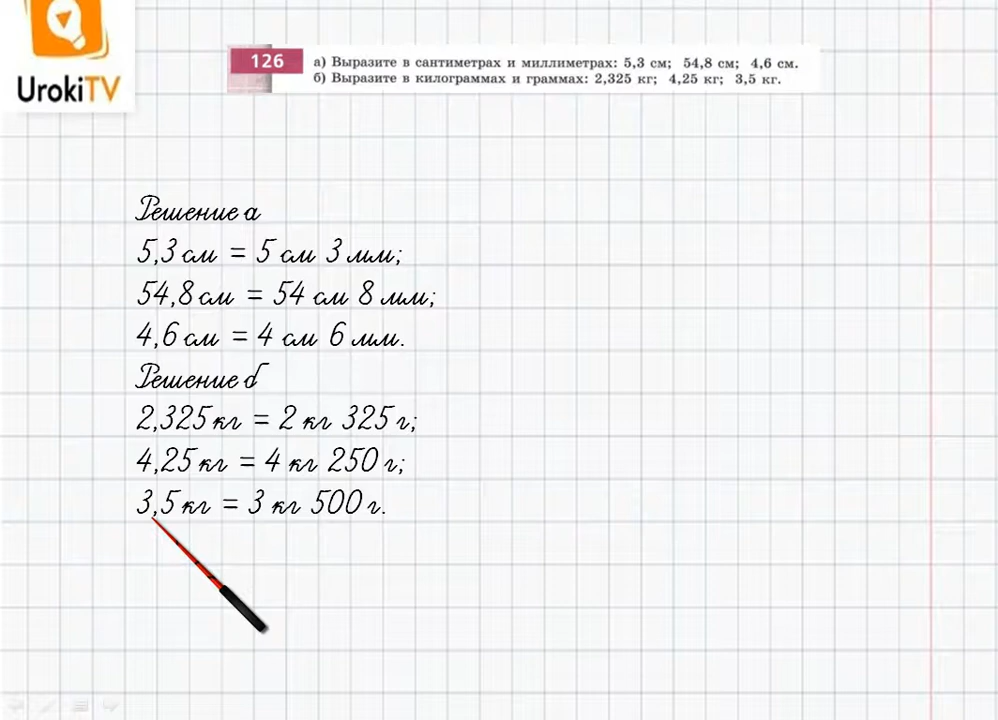 UrokiTV
126
а) Выразите в сантиметрах и миллиметрах: 5,3 см; 54,8 см; 4,6 см.
б) Выразите в килограммах и граммах: 2,325 кг; 4,25 кг; 3,5 кг.
Решение а
5,3 см = 5 см 3 мм;
54,8 см = 54 см 8 мм;
4,6 см = 4 см 6 мм.
Решение б
2,325 кг = 2 кг 325 г;
4,25 кг = 4 кг 250 г;
3,5 кг = 3 кг 500 г.